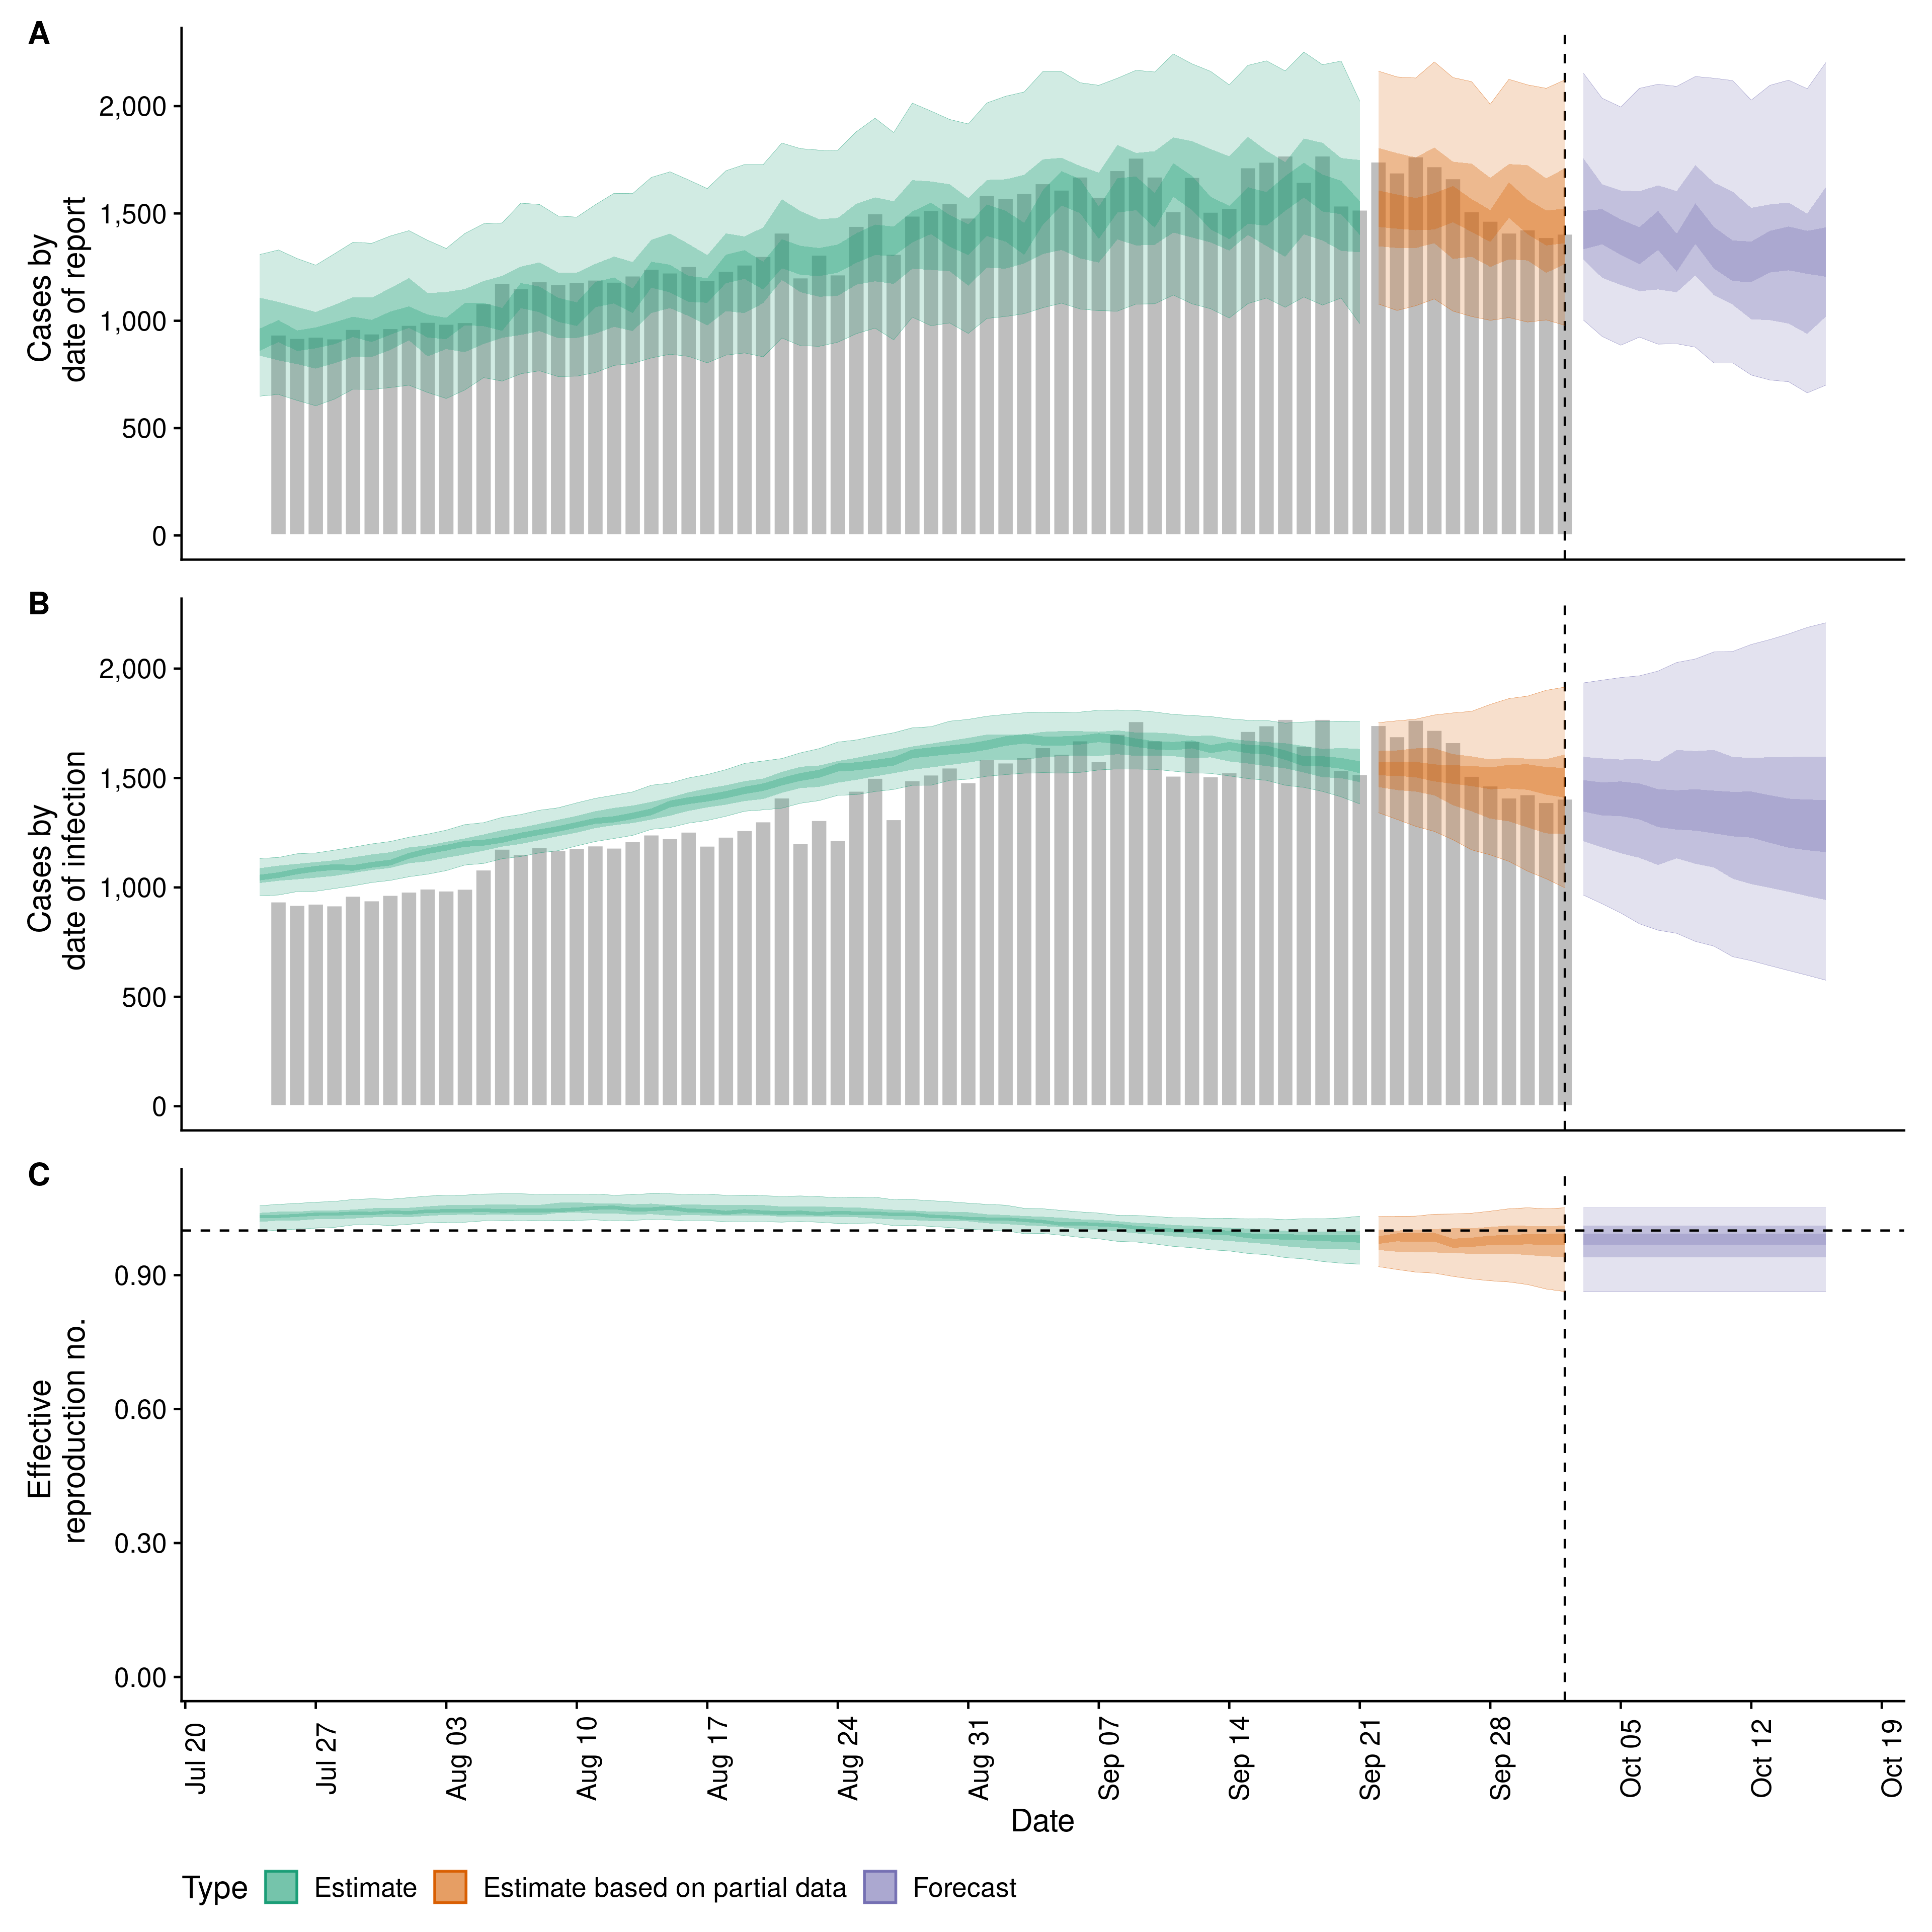 A
2,000
1,500
1,000
500
0
Cases by
date of report
B
2,000
1,500
1,000
500
0
Cases by
date of infection
C
0.90
0.60
0.30
0.00
Effective
reproduction no.
Jul 20
Jul 27
Aug 03
Aug 10
Aug 17
Aug 24
Aug 31
Sep 07
Sep 14
Sep 21
Sep 28
Oct 05
Oct 12
Oct 19
Date
Type Estimate Estimate based on partial data Forecast